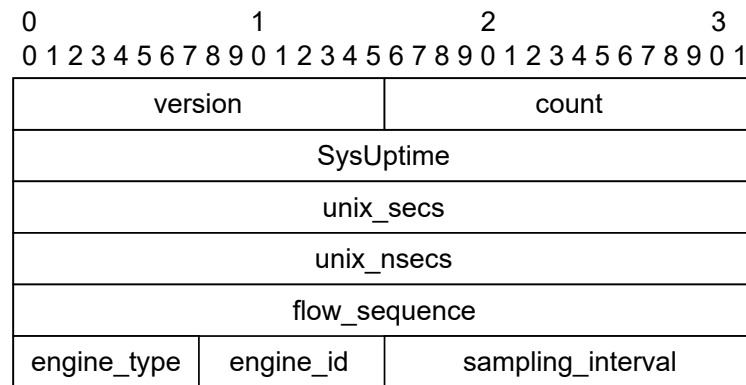 0 1 2 3
0 1 2 3 4 5 6 7 8 9 0 1 2 3 4 5 6 7 8 9 0 1 2 3 4 5 6 7 8 9 0 1
version count
SysUptime
unix_secs
unix_nsecs
flow_sequence
engine_type engine_id sampling_interval